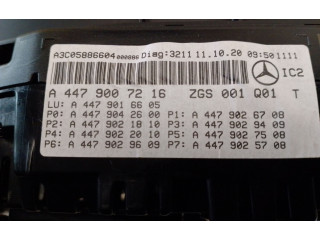 A3C05886604000886 Diag:3211 11.10.20 09:50 1111
IC2
A 447 900 72 16 ZGS 001 Q01 T
LU: A 447 901 66 05
P0: A 447 904 26 00 P1: A 447 902 67 08
P2: A 447 902 18 10 P3: A 447 902 94 09
P4: A 447 902 20 10 P5: A 447 902 75 08
P6: A 447 902 96 09 P7: A 447 902 57 08